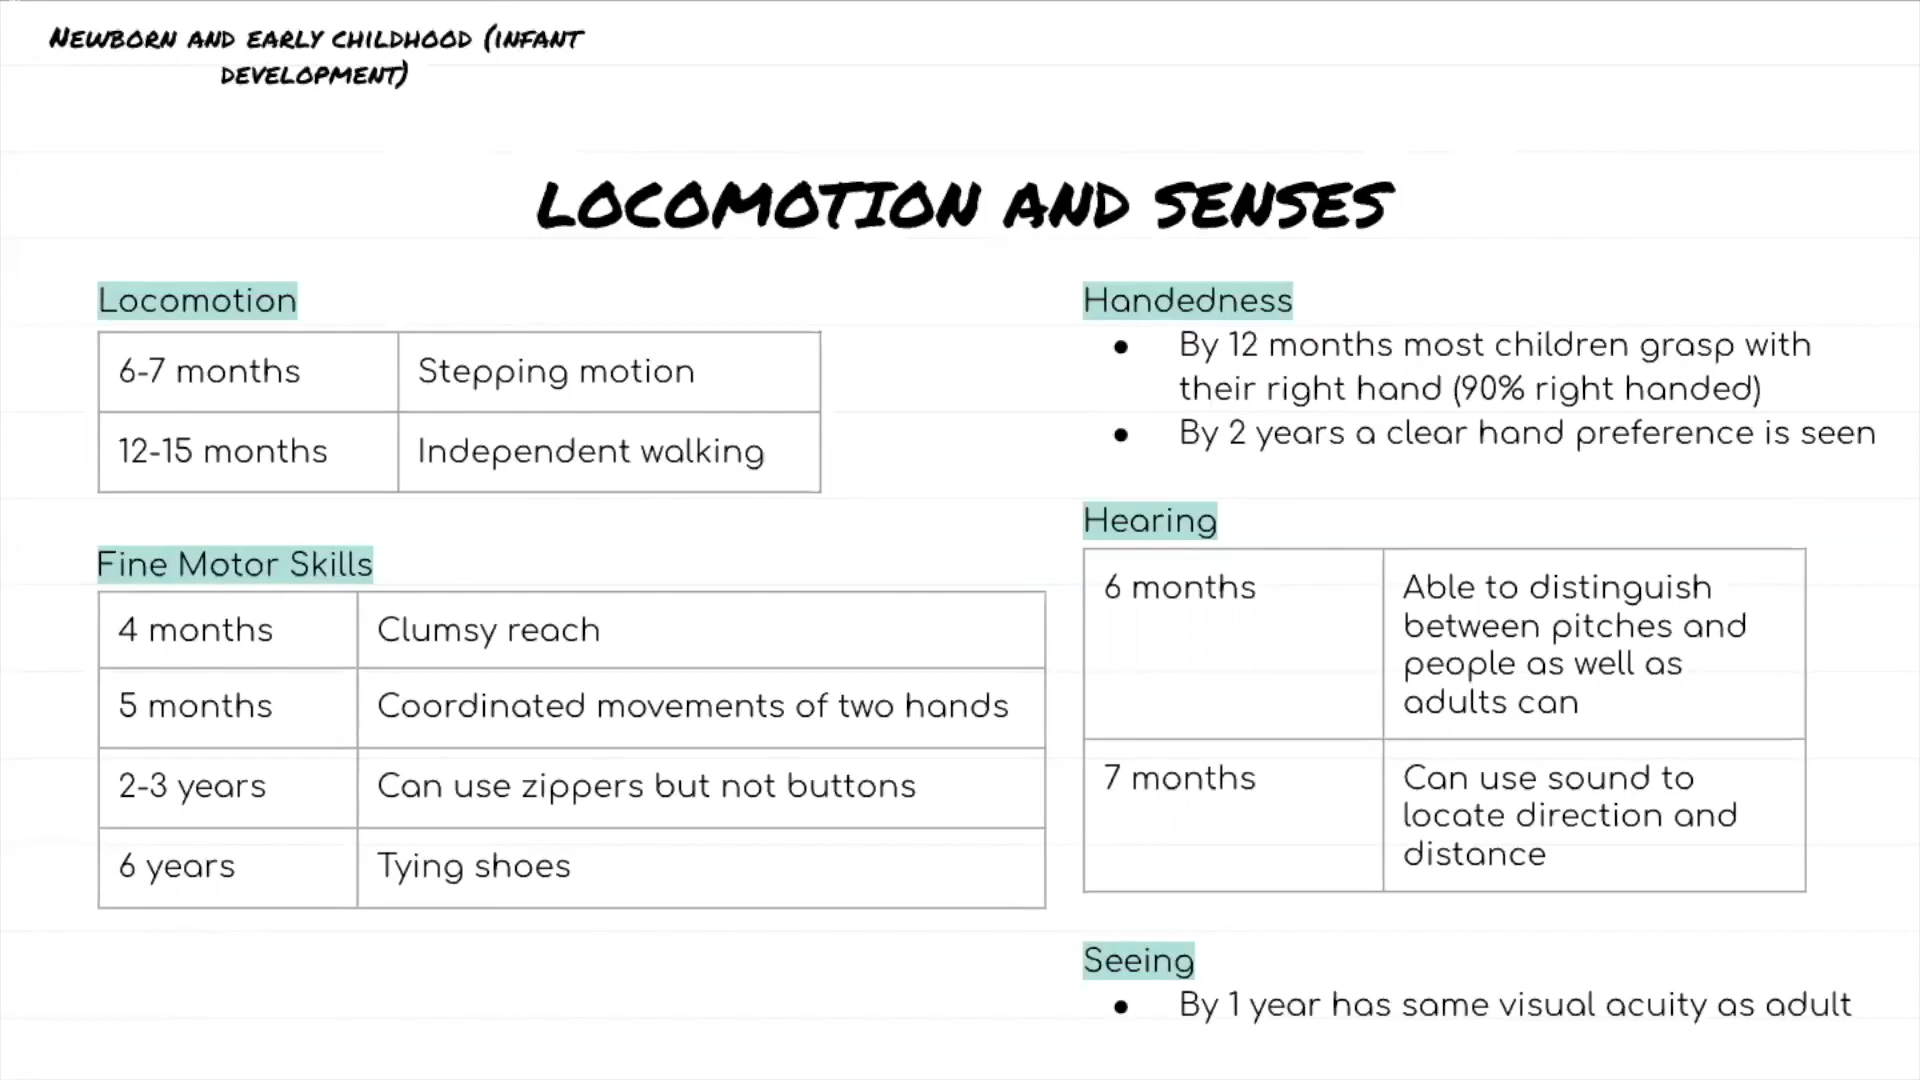 NEWBORN AND EARLY CHILDHOOD (INFANT
DEVELOPMENT)
LOCOMOTION AND SENSES
Locomotion
6-7 months Stepping motion
12-15 months Independent walking
Fine Motor Skills
4 months Clumsy reach
5 months Coordinated movements of two hands
2-3 years Can use zippers but not buttons
6 years Tying shoes
Handedness
● By 12 months most children grasp with
their right hand (90% right handed)
● By 2 years a clear hand preference is seen
Hearing
6 months Able to distinguish
between pitches and
people as well as
adults can
7 months Can use sound to
locate direction and
distance
Seeing
● By 1 year has same visual acuity as adult